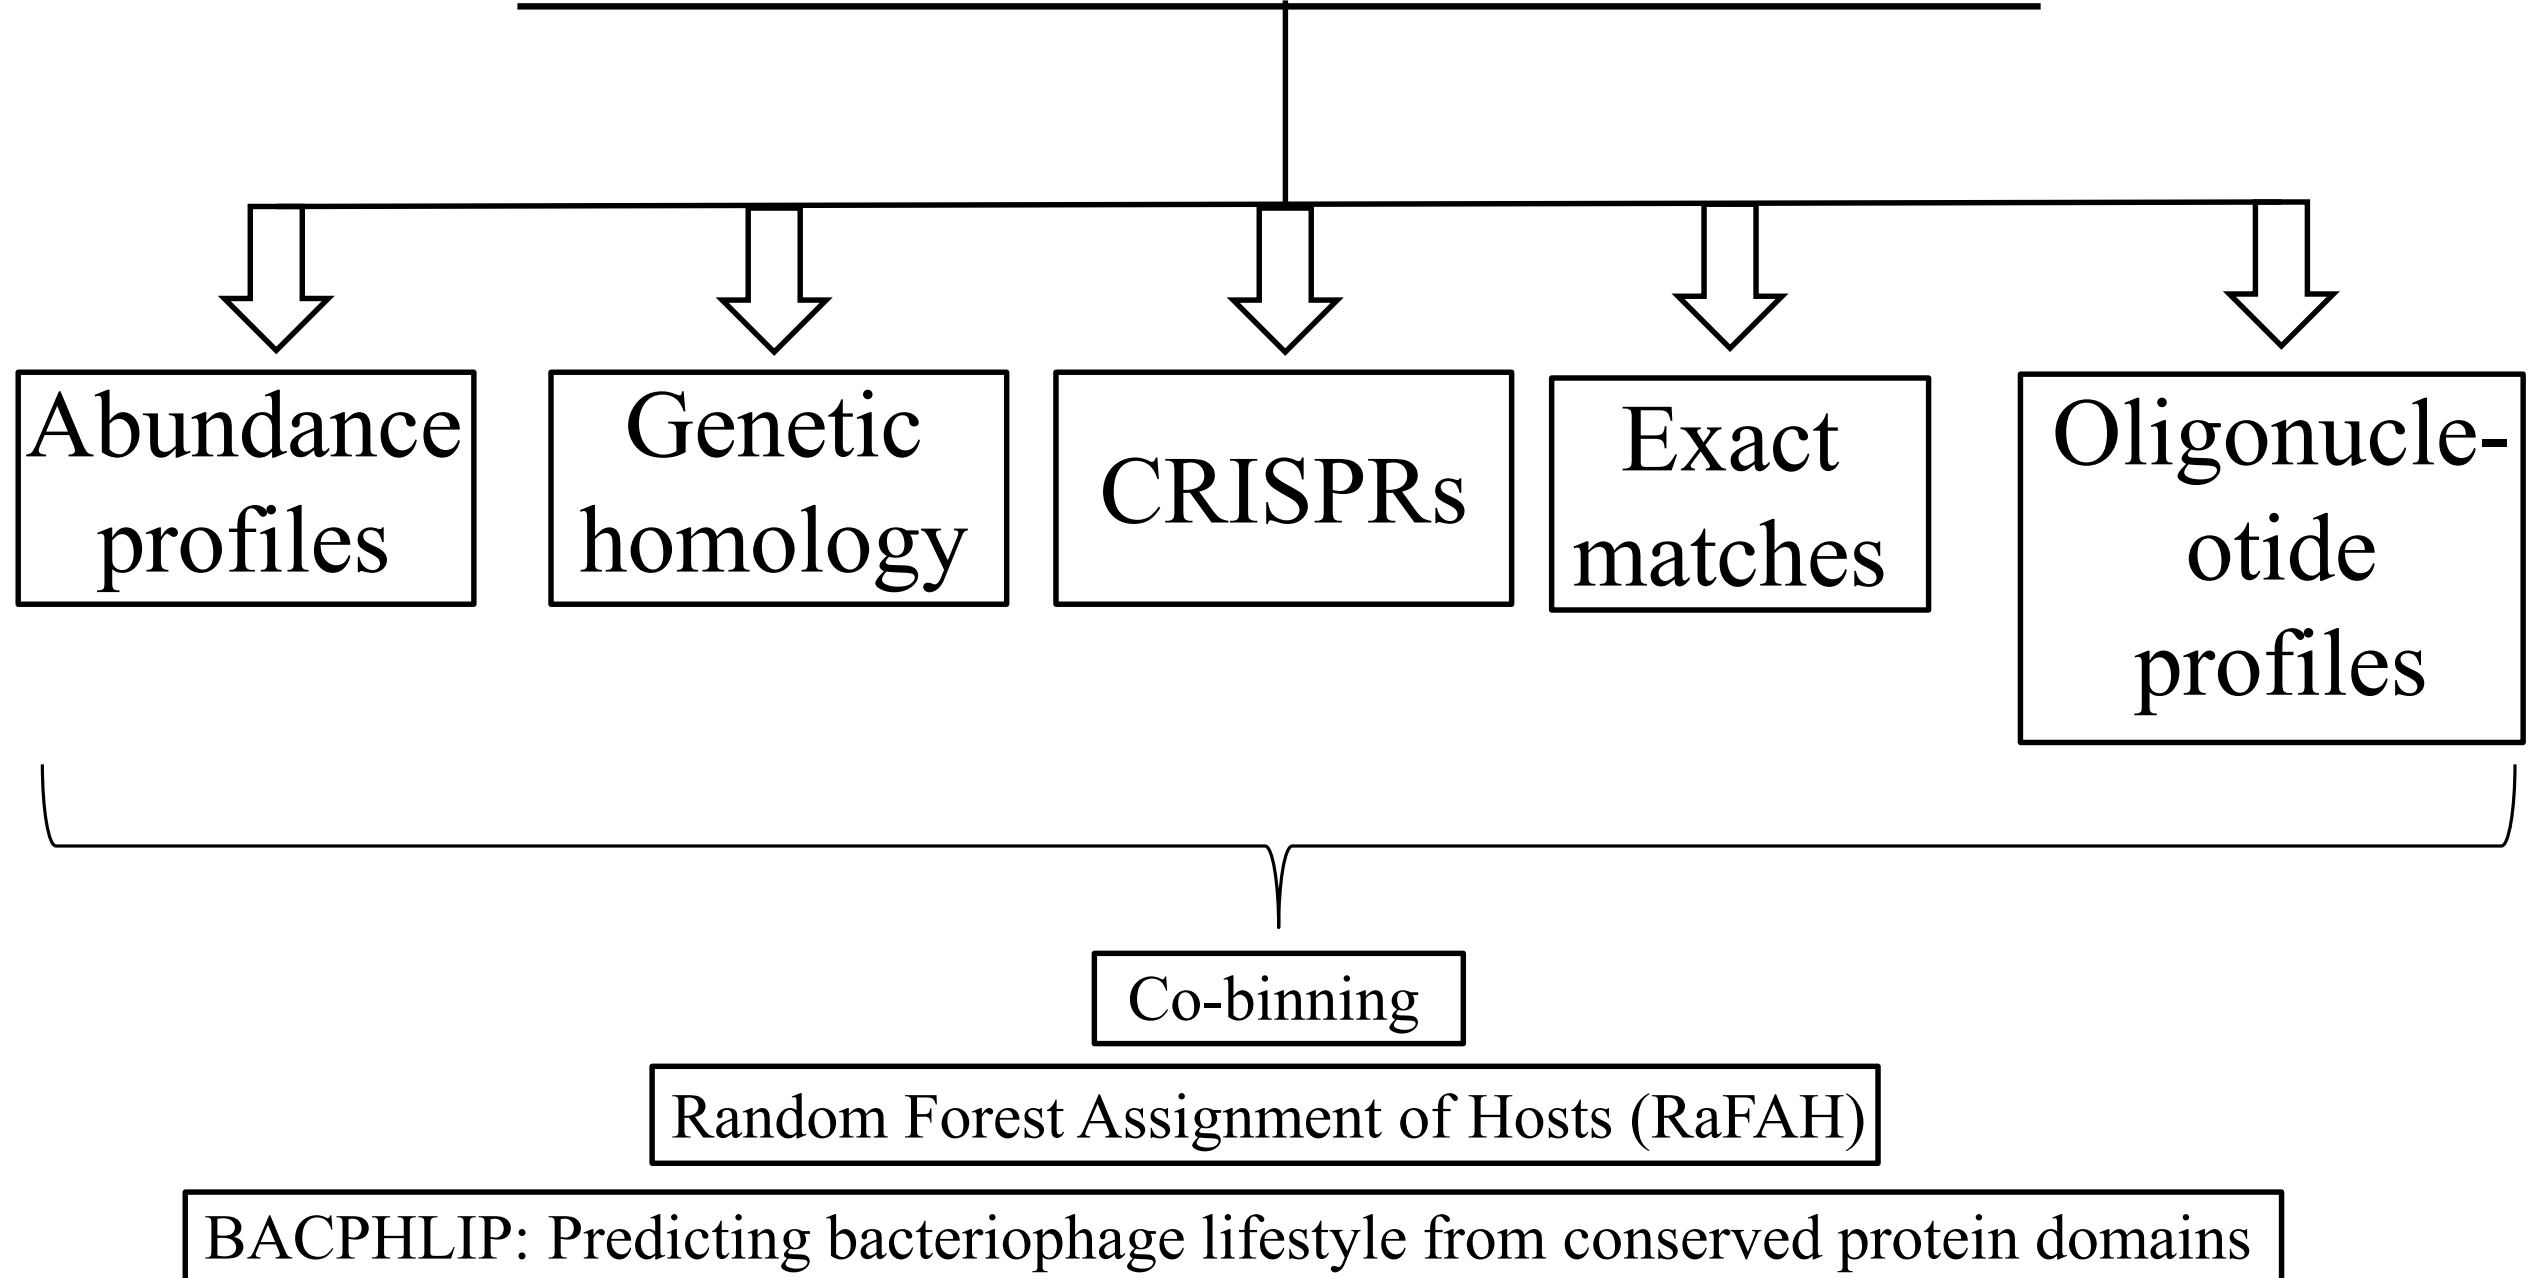 Abundance
profiles
Genetic
homology
CRISPRs
Exact
matches
Oligonucle-
otide
profiles
Co-binning
Random Forest Assignment of Hosts (RaFAH)
BACPHLIP: Predicting bacteriophage lifestyle from conserved protein domains